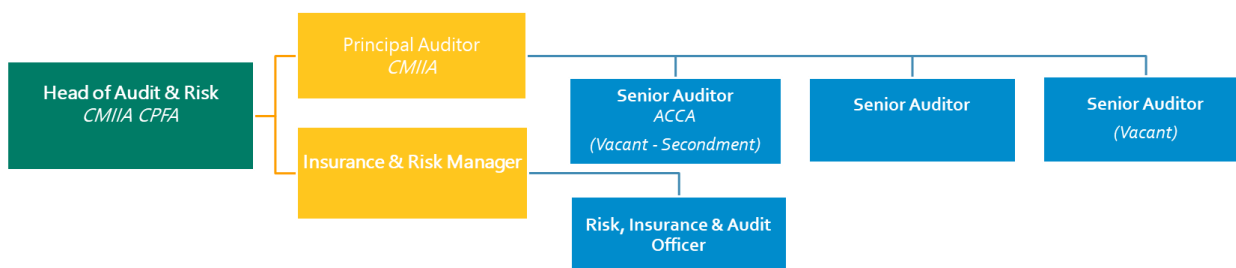 Head of Audit & Risk
CMIIA CPFA
Principal Auditor
CMIIA
Insurance & Risk Manager
Senior Auditor
ACCA
(Vacant - Secondment)
Senior Auditor
Senior Auditor
(Vacant)
Risk, Insurance & Audit
Officer